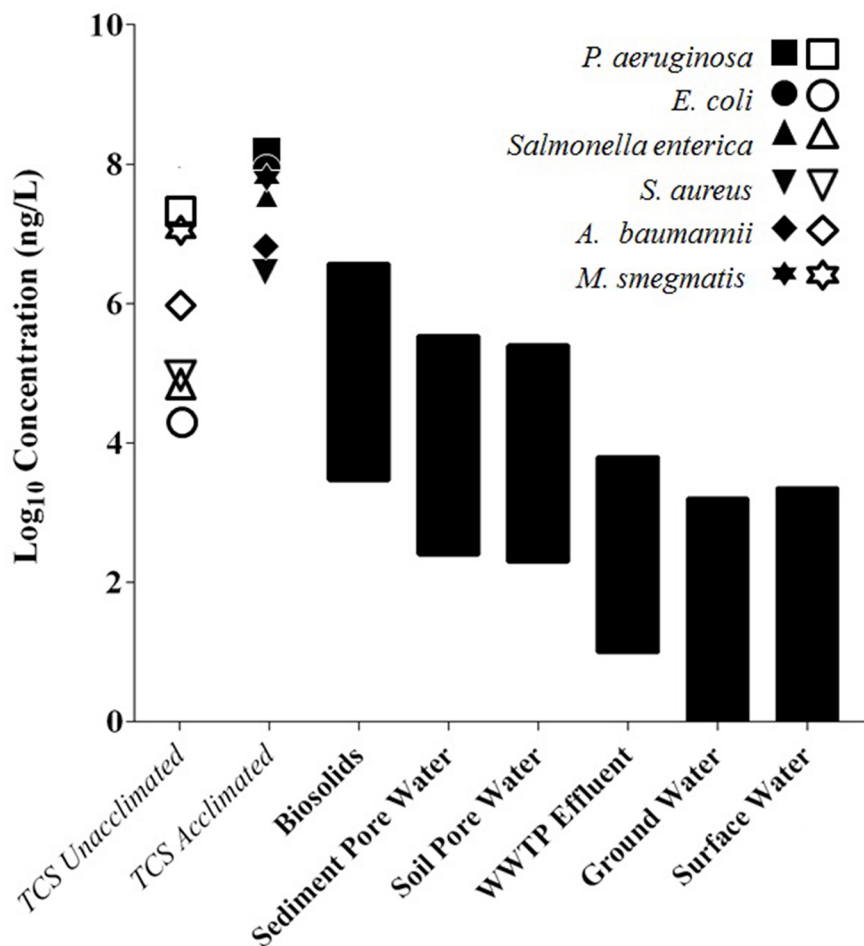 Log10 Concentration (ng/L)
10
8
6
4
2
0
P. aeruginosa
E. coli
Salmonella enterica
S. aureus
A. baumannii
M. smegmatis
TCS Unacclimated
TCS Acclimated
Biosolids
Sediment Pore Water
Soil Pore Water
WWTP Effluent
Ground Water
Surface Water